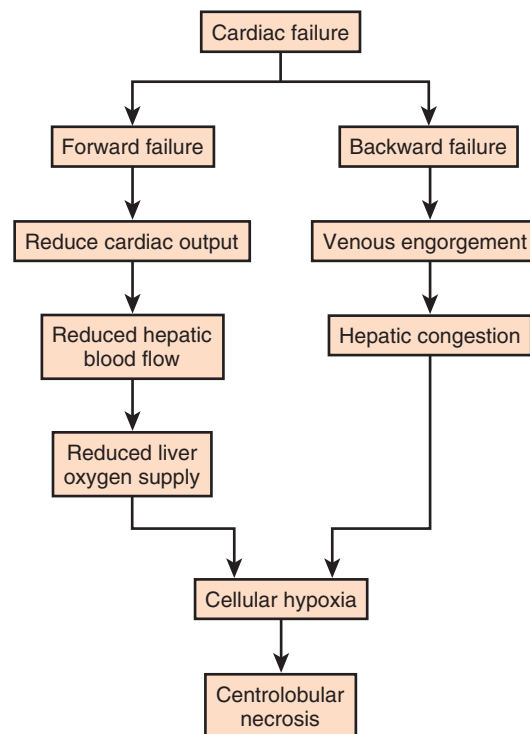 Cardiac failure
Forward failure
Backward failure
Reduce cardiac output
Venous engorgement
Reduced hepatic
blood flow
Hepatic congestion
Reduced liver
oxygen supply
Cellular hypoxia
Centrolobular
necrosis